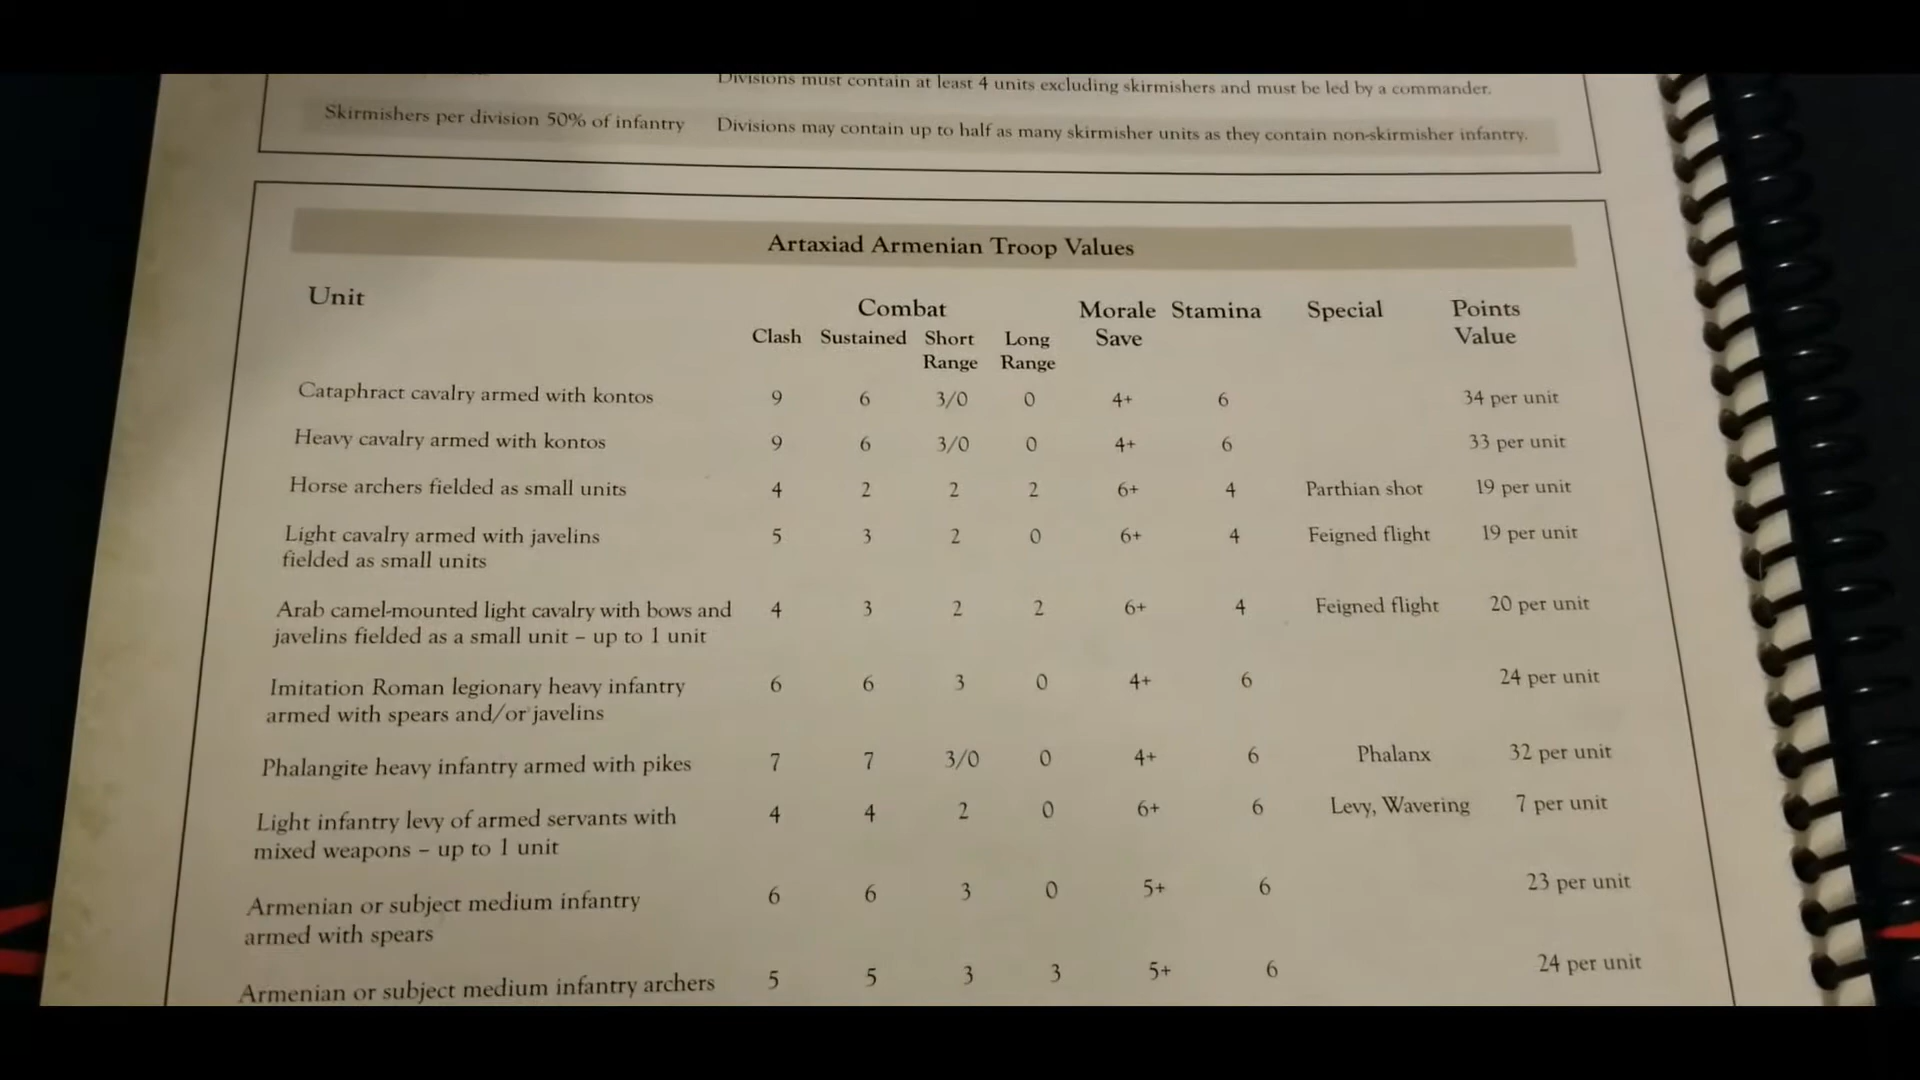 Divisions must contain at least 4 units excluding skirmishers and must be led by a commander.
Skirmishers per division 50% of infantry Divisions may contain up to half as many skirmisher units as they contain non-skirmisher infantry.
Artaxiad Armenian Troop Values
Unit Combat Morale Stamina Special Points
Clash Sustained Short Long Save Value
Range Range
Cataphract cavalry armed with kontos 9 6 3/0 0 4+ 6 34 per unit
Heavy cavalry armed with kontos 9 6 3/0 0 4+ 6 33 per unit
Horse archers fielded as small units 4 2 2 2 6+ 4 Parthian shot 19 per unit
Light cavalry armed with javelins 5 3 2 0 6+ 4 Feigned flight 19 per unit
fielded as small units
Arab camel-mounted light cavalry with bows and 4 3 2 2 6+ 4 Feigned flight 20 per unit
javelins fielded as a small unit – up to 1 unit
Imitation Roman legionary heavy infantry 6 6 3 0 4+ 6 24 per unit
armed with spears and/or javelins
Phalangite heavy infantry armed with pikes 7 7 3/0 0 4+ 6 Phalanx 32 per unit
Light infantry levy of armed servants with 4 4 2 0 6+ 6 Levy, Wavering 7 per unit
mixed weapons – up to 1 unit
Armenian or subject medium infantry 6 6 3 0 5+ 6 23 per unit
armed with spears
Armenian or subject medium infantry archers 5 5 3 3 5+ 6 24 per unit